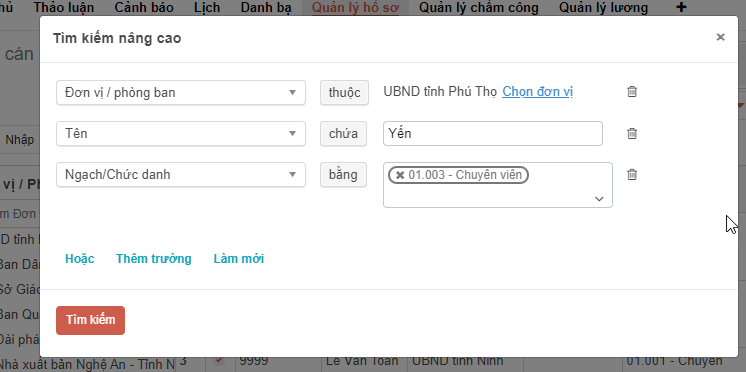 hủ Thảo luận Cảnh báo Lịch Danh bạ Quản lý hồ sơ Quản lý chấm công Quản lý lương +
Tìm kiếm nâng cao ×
cán
Đơn vị / phòng ban thuộc UBND tỉnh Phú Thọ Chọn đơn vị
Tên chứa Yến
Nhập
Ngạch/Chức danh bằng × 01.003 - Chuyên viên
vị / Ph
m Đơn
ND tỉnh
Hoặc Thêm trường Làm mới
Ban Dân
Sở Giáo
Ban Qu
Tìm kiếm
Đài phá
Nhà xuất bản Nghệ An - Tỉnh N 3 9999 Lê Văn Toàn UBND tỉnh Ninh 01.001 - Chuyên